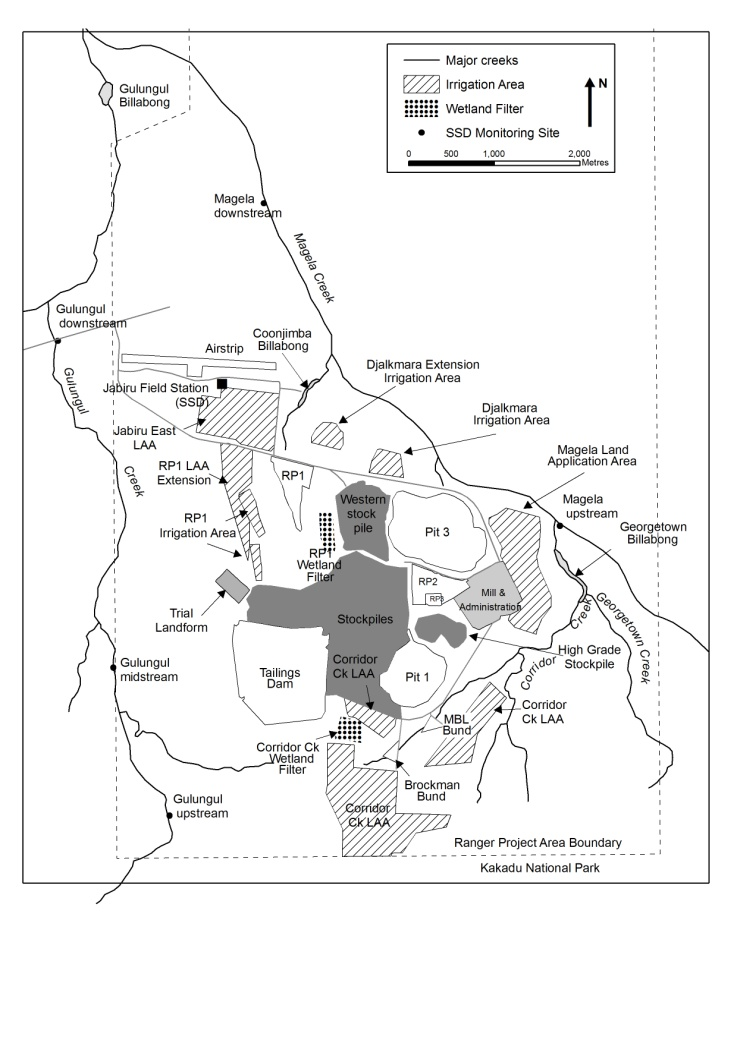 Major creeks
Irrigation Area
Wetland Filter
SSD Monitoring Site
N
0 500 1,000 2,000
Metres
Gulungul
Billabong
Magela
downstream
Magela Creek
Gulungul
downstream
Coonjimba
Billabong
Airstrip
Djalkmara Extension
Irrigation Area
Jabiru Field Station
(SSD)
Gulungul
Creek
Djalkmara
Irrigation Area
Jabiru East
LAA
Magela Land
Application Area
RP1 LAA
Extension
RP1
Western
stock
pile
Magela
upstream
RP1
Irrigation Area
Pit 3
Georgetown
Billabong
RP1
Wetland
Filter
RP2
RP3
Mill &
Administration
Trial
Landform
Stockpiles
Corridor
Creek
Georgetown Creek
High Grade
Stockpile
Gulungul
midstream
Tailings
Dam
Corridor
Ck LAA
Pit 1
Corridor
Ck LAA
MBL
Bund
Corridor Ck
Wetland
Filter
Brockman
Bund
Gulungul
upstream
Corridor
Ck LAA
Ranger Project Area Boundary
Kakadu National Park